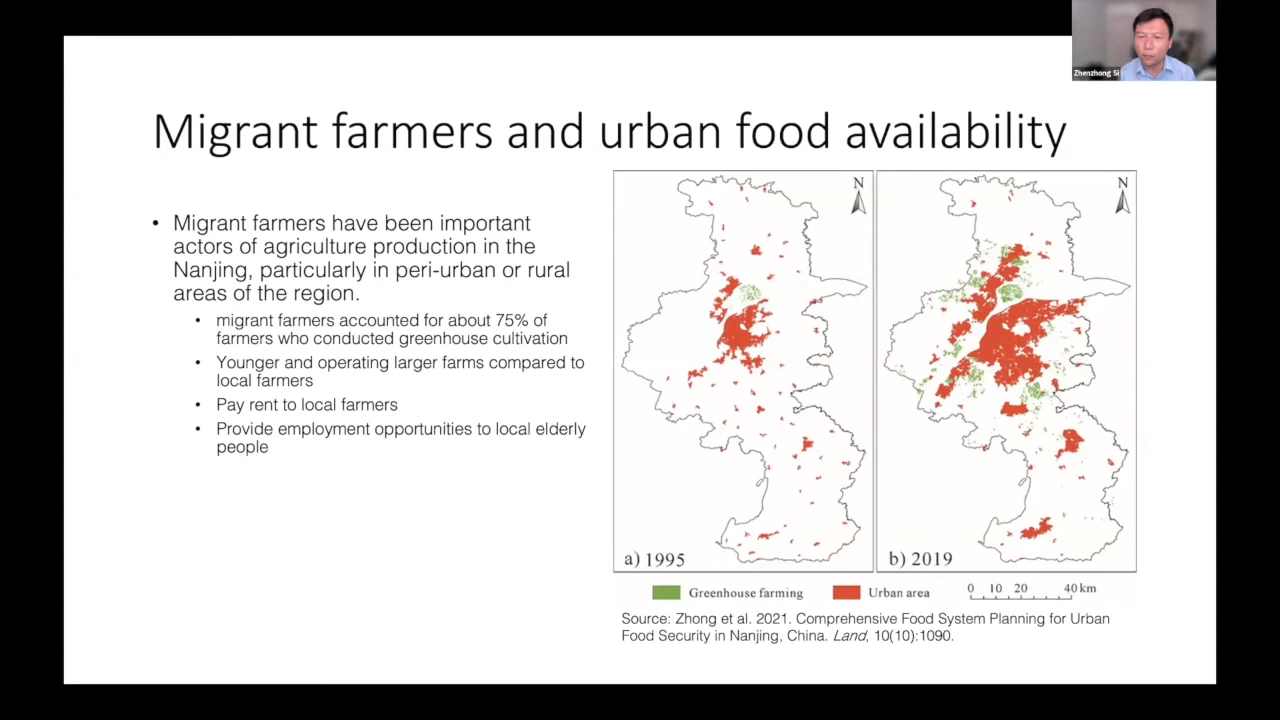 Zhenzhong Si
Migrant farmers and urban food availability
• Migrant farmers have been important
actors of agriculture production in the
Nanjing, particularly in peri-urban or rural
areas of the region.
• migrant farmers accounted for about 75% of
farmers who conducted greenhouse cultivation
• Younger and operating larger farms compared to
local farmers
• Pay rent to local farmers
• Provide employment opportunities to local elderly
people
N
a) 1995
N
b) 2019
Greenhouse farming
Urban area
0 10 20 40 km
Source: Zhong et al. 2021. Comprehensive Food System Planning for Urban
Food Security in Nanjing, China. Land, 10(10):1090.